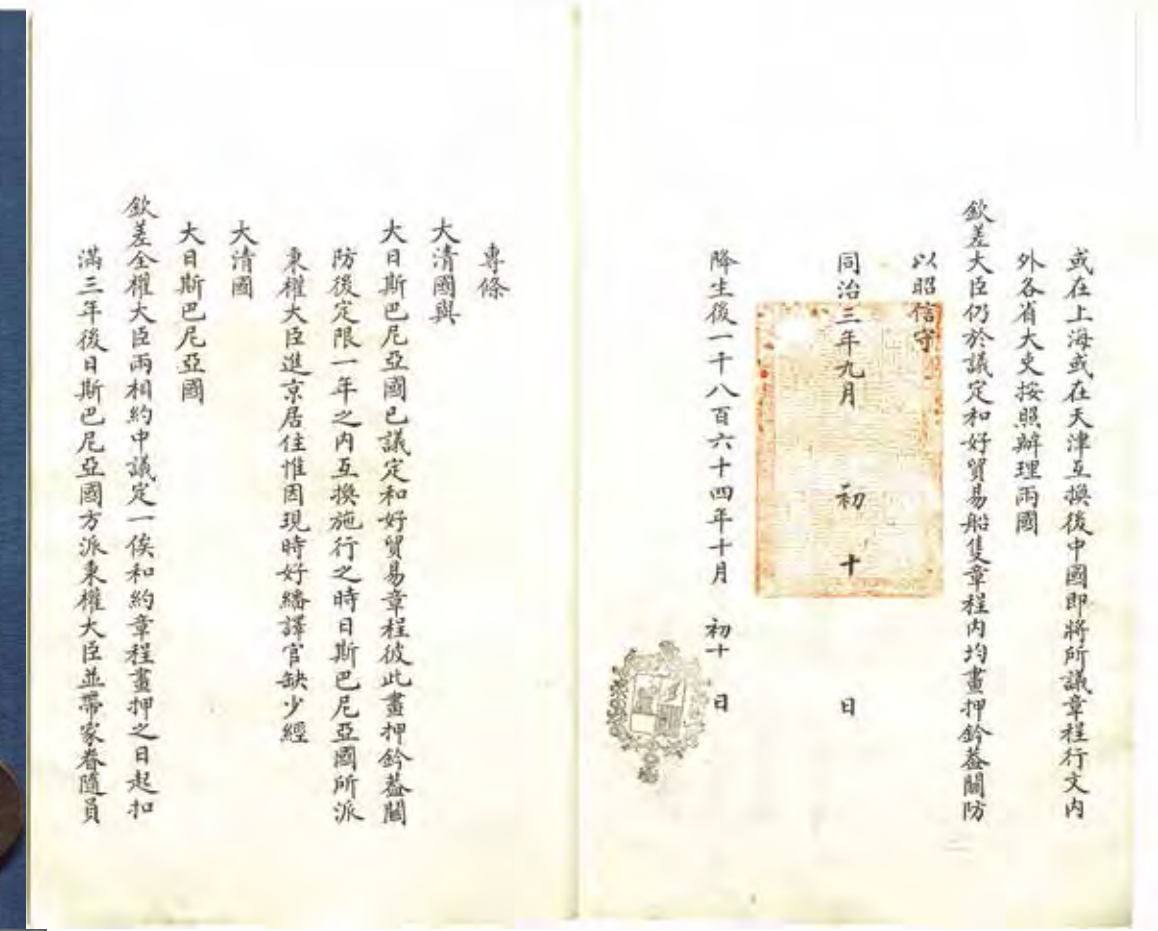 或在上海或在天津互換後中國即將所議章程行文內
外各省大吏按照辦理兩國
欽差大臣仍於議定和好貿易船隻章程內均畫押鈐蓋關防
以昭信守
同治三年九月 初十 日
降生後一千八百六十四年十月 初十 日
專條
大清國與
大日斯巴尼亞國已議定和好貿易章程彼此畫押鈐蓋關
防後定限一年之內互換施行之時日斯巴尼亞國所派
秉權大臣進京居住惟因現時好繙譯官缺少經
大清國
大日斯巴尼亞國
欽差全權大臣兩相約中議定一俟和約章程畫押之日起扣
滿三年後日斯巴尼亞國方派秉權大臣並帶家眷隨員